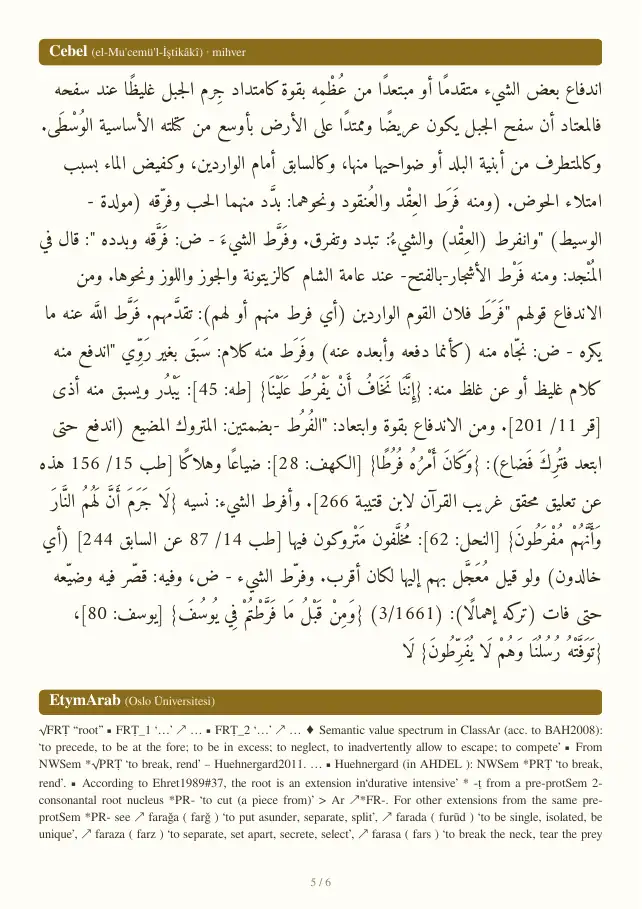 Cebel (el-Mu'cemü'l-İştikâkî) · mihver
اندفاع بعض الشيء متقدمًا أو مبتعدًا من عُظْمِه بقوة كامتداد جِرم الجبل غليظًا عند سفحه
فالمعتاد أن سفح الجبل يكون عريضًا وممتدًا على الأرض بأوسع من كتلته الأساسية الوُسْطَى.
وكالمتطرف من أبنية البلد أو ضواحيها منها، وكالسابق أمام الواردين، وكفيض الماء بسبب
امتلاء الحوض. (ومنه فَرَط العِقْد والعُنقود ونحوهما: بدَّد منهما الحب وفرّقه (مولدة -
الوسيط) "وانفرط (العِقْد) والشيءُ: تبدد وتفرق. وفَرَّط الشيءَ - ض: فَرَّقه وبدده ": قال في
المُنْجد: ومنه فَرْط الأشجار-بالفتح- عند عامة الشام كالزيتونة والجوز واللوز ونحوها. ومن
الاندفاع قولهم "فَرَطَ فلان القوم الواردين (أي فرط منهم أو لهم): تقدَّمهم. فَرَّط الله عنه ما
يكره - ض: نجّاه منه (كأنما دفعه وأبعده عنه) وفَرَط منه كلام: سَبَق بغير رَوِّي "اندفع منه
كلام غليظ أو عن غلظ منه: {إِنَّنَا نَخَافُ أَنْ يَفْرُطَ عَلَيْنَا} [طه: 45]: يَبْدُر ويسبق منه أذى
[قر 11/ 201]. ومن الاندفاع بقوة وابتعاد: "الفُرُط -بضمتين: المتروك المضيع (اندفع حتى
ابتعد فتُرِكَ فَضاع): {وَكَانَ أَمْرُهُ فُرُطًا} [الكهف: 28]: ضياعًا وهلاكًا [طب 15/ 156 هذه
عن تعليق محقق غريب القرآن لابن قتيبة 266]. وأفرط الشيء: نسيه {لَا جَرَمَ أَنَّ لَهُمُ النَّارَ
وَأَنَّهُمْ مُفْرَطُونَ} [النحل: 62]: مُخَلَّفون مَتْروكون فيها [طب 14/ 87 عن السابق 244] (أي
خالدون) ولو قيل مُعَجَّل بهم إليها لكان أقرب. وفرّط الشيء - ض، وفيه: قصّر فيه وضيّعه
حتى فات (تركه إهمالًا): (3/1661) {وَمِنْ قَبْلُ مَا فَرَّطْتُمْ فِي يُوسُفَ} [يوسف: 80]،
{تَوَفَّتْهُ رُسُلُنَا وَهُمْ لَا يُفَرِّطُونَ} لَا
EtymArab (Oslo Üniversitesi)
√FRṬ “root” ▪ FRṬ_1 ‘…’ ↗ … ▪ FRṬ_2 ‘…’ ↗ … ♦ Semantic value spectrum in ClassAr (acc. to BAH2008):
‘to precede, to be at the fore; to be in excess; to neglect, to inadvertently allow to escape; to compete’ ▪ From
NWSem *√PRṬ ‘to break, rend’ – Huehnergard2011. … ▪ Huehnergard (in AHDEL ): NWSem *PRṬ ‘to break,
rend’. ▪ According to Ehret1989#37, the root is an extension in‘durative intensive’ * -ṭ from a pre-protSem 2-
consonantal root nucleus *PR- ‘to cut (a piece from)’ > Ar ↗*FR-. For other extensions from the same pre-
protSem *PR- see ↗ faraǧa ( farǧ ) ‘to put asunder, separate, split’, ↗ farada ( furūd ) ‘to be single, isolated, be
unique’, ↗ faraza ( farz ) ‘to separate, set apart, secrete, select’, ↗ farasa ( fars ) ‘to break the neck, tear the prey
5 / 6